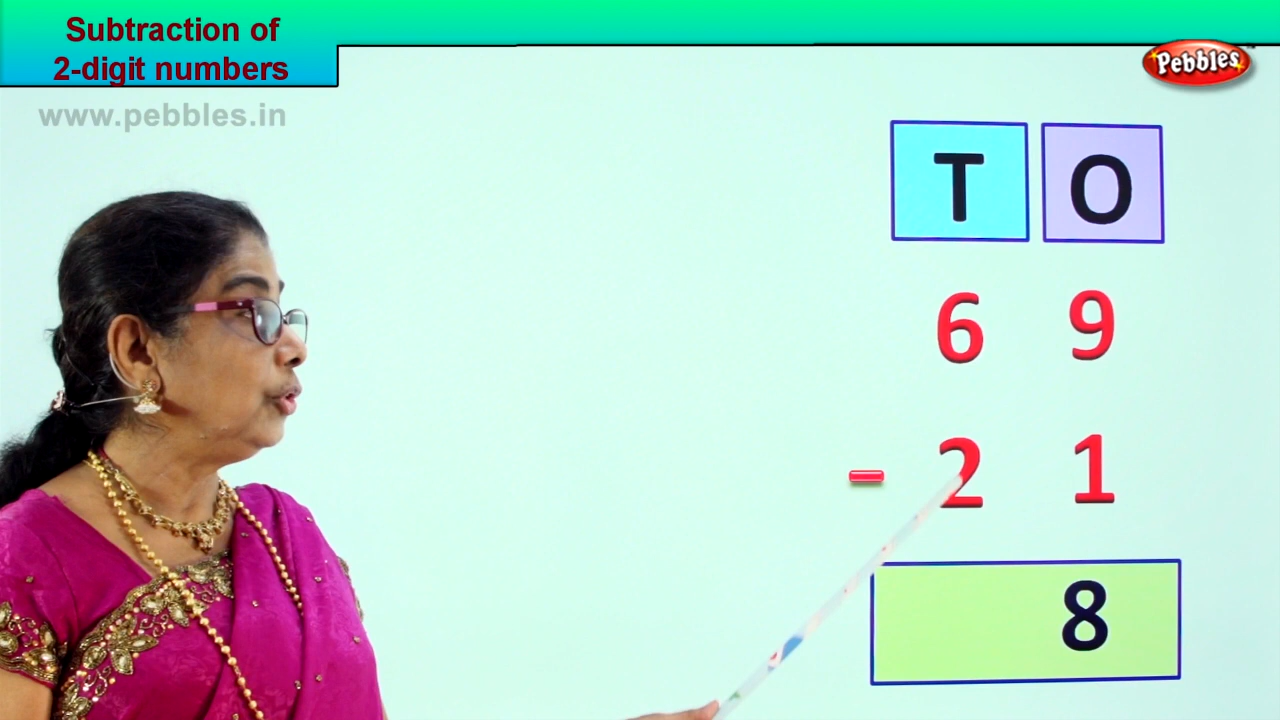 Subtraction of
2-digit numbers
Pebbles
www.pebbles.in
T O
6 9
- 2 1
8